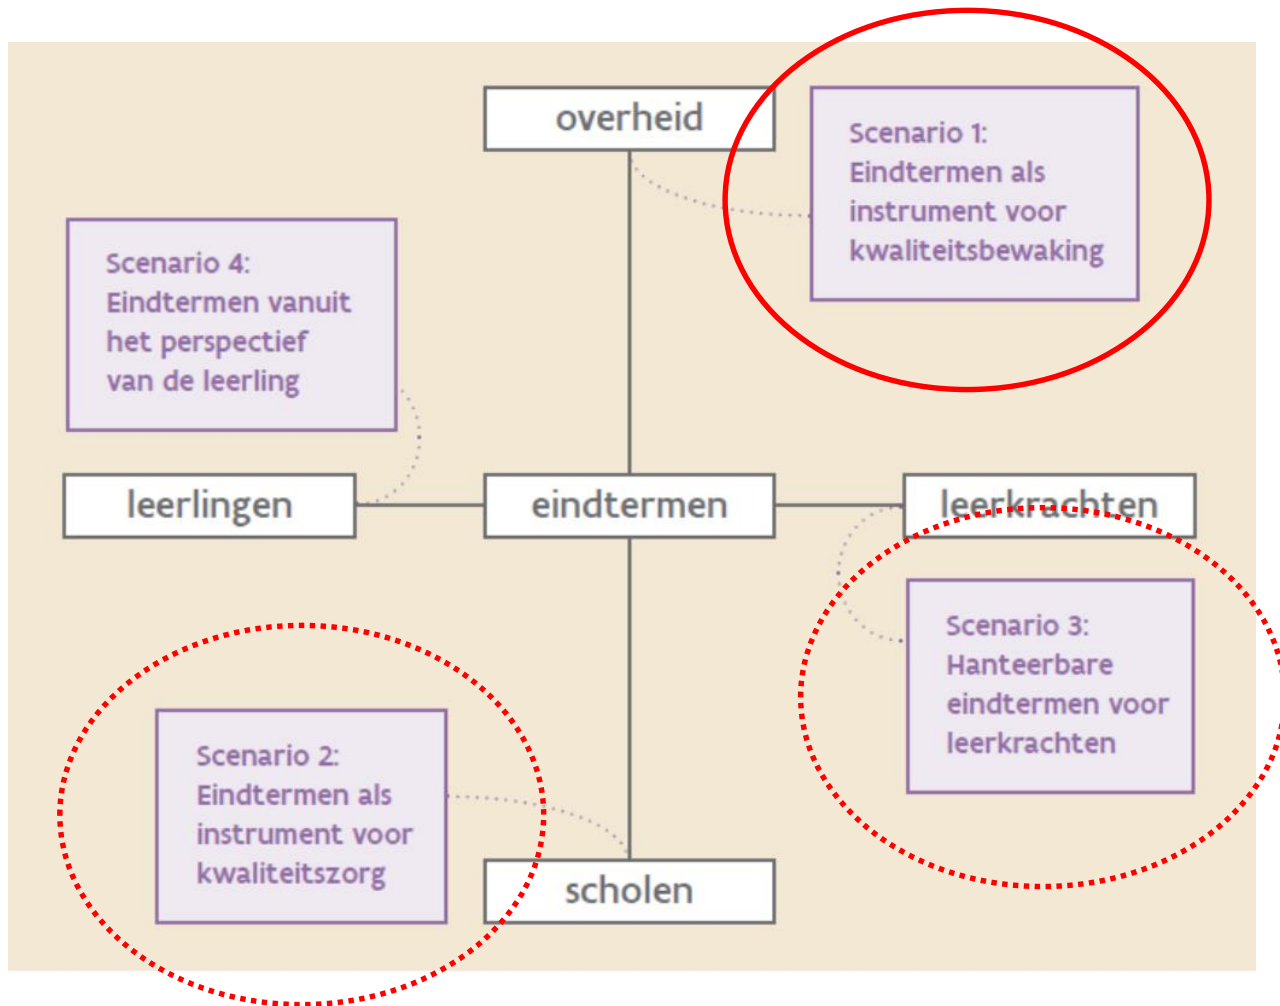 overheid
Scenario 1:
Eindtermen als
instrument voor
kwaliteitsbewaking
Scenario 4:
Eindtermen vanuit
het perspectief
van de leerling
leerlingen
eindtermen
leerkrachten
Scenario 3:
Hanteerbare
eindtermen voor
leerkrachten
Scenario 2:
Eindtermen als
instrument voor
kwaliteitszorg
scholen